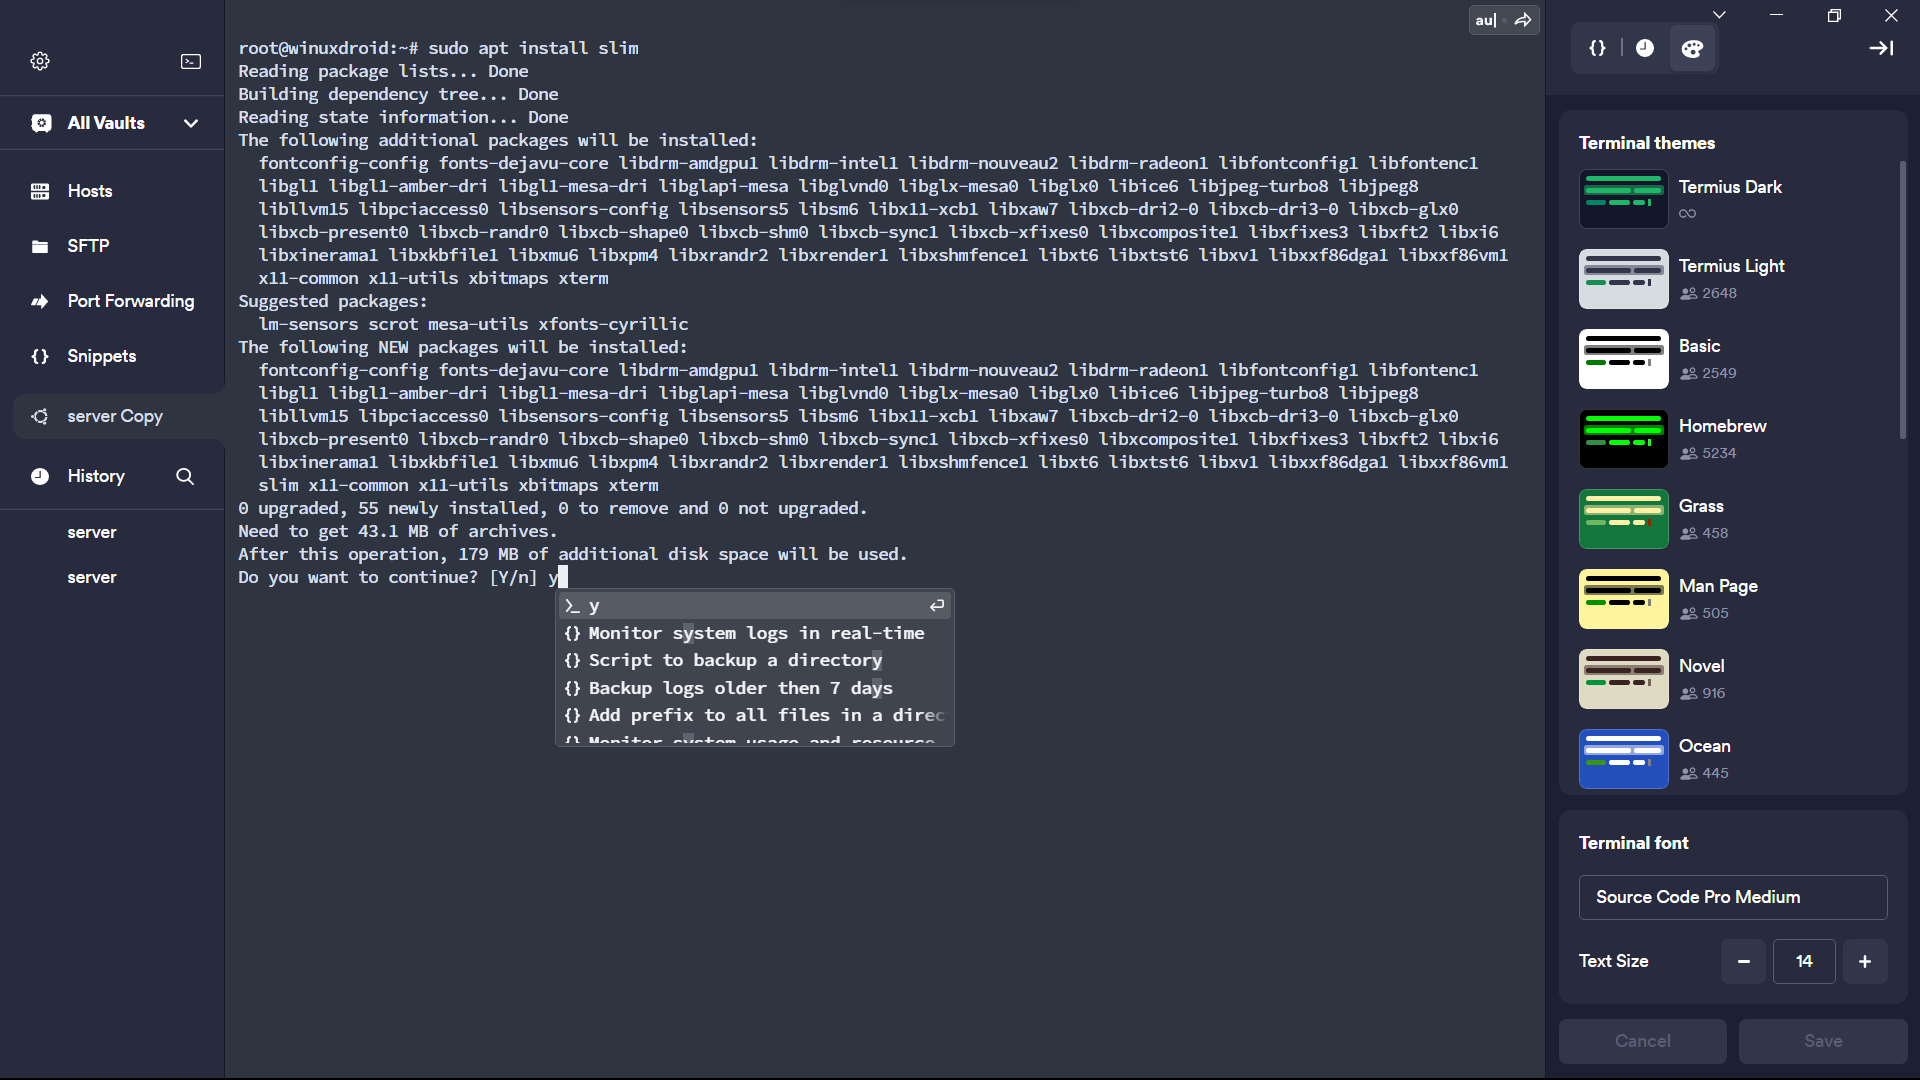 All Vaults
Hosts
SFTP
Port Forwarding
Snippets
server Copy
History
server
server
au|
root@winuxdroid:~# sudo apt install slim
Reading package lists... Done
Building dependency tree... Done
Reading state information... Done
The following additional packages will be installed:
fontconfig-config fonts-dejavu-core libdrm-amdgpu1 libdrm-intel1 libdrm-nouveau2 libdrm-radeon1 libfontconfig1 libfontenc1
libgl1 libgl1-amber-dri libgl1-mesa-dri libglapi-mesa libglvnd0 libglx-mesa0 libglx0 libice6 libjpeg-turbo8 libjpeg8
libllvm15 libpciaccess0 libsensors-config libsensors5 libsm6 libx11-xcb1 libxaw7 libxcb-dri2-0 libxcb-dri3-0 libxcb-glx0
libxcb-present0 libxcb-randr0 libxcb-shape0 libxcb-shm0 libxcb-sync1 libxcb-xfixes0 libxcomposite1 libxfixes3 libxft2 libxi6
libxinerama1 libxkbfile1 libxmu6 libxpm4 libxrandr2 libxrender1 libxshmfence1 libxt6 libxtst6 libxv1 libxxf86dga1 libxxf86vm1
x11-common x11-utils xbitmaps xterm
Suggested packages:
lm-sensors scrot mesa-utils xfonts-cyrillic
The following NEW packages will be installed:
fontconfig-config fonts-dejavu-core libdrm-amdgpu1 libdrm-intel1 libdrm-nouveau2 libdrm-radeon1 libfontconfig1 libfontenc1
libgl1 libgl1-amber-dri libgl1-mesa-dri libglapi-mesa libglvnd0 libglx-mesa0 libglx0 libice6 libjpeg-turbo8 libjpeg8
libllvm15 libpciaccess0 libsensors-config libsensors5 libsm6 libx11-xcb1 libxaw7 libxcb-dri2-0 libxcb-dri3-0 libxcb-glx0
libxcb-present0 libxcb-randr0 libxcb-shape0 libxcb-shm0 libxcb-sync1 libxcb-xfixes0 libxcomposite1 libxfixes3 libxft2 libxi6
libxinerama1 libxkbfile1 libxmu6 libxpm4 libxrandr2 libxrender1 libxshmfence1 libxt6 libxtst6 libxv1 libxxf86dga1 libxxf86vm1
slim x11-common x11-utils xbitmaps xterm
0 upgraded, 55 newly installed, 0 to remove and 0 not upgraded.
Need to get 43.1 MB of archives.
After this operation, 179 MB of additional disk space will be used.
Do you want to continue? [Y/n] y
y
{} Monitor system logs in real-time
{} Script to backup a directory
{} Backup logs older then 7 days
{} Add prefix to all files in a direc
{} Monitor system usage and resource
Terminal themes
Termius Dark
∞
Termius Light
2648
Basic
2549
Homebrew
5234
Grass
458
Man Page
505
Novel
916
Ocean
445
Terminal font
Source Code Pro Medium
Text Size
14
Cancel
Save